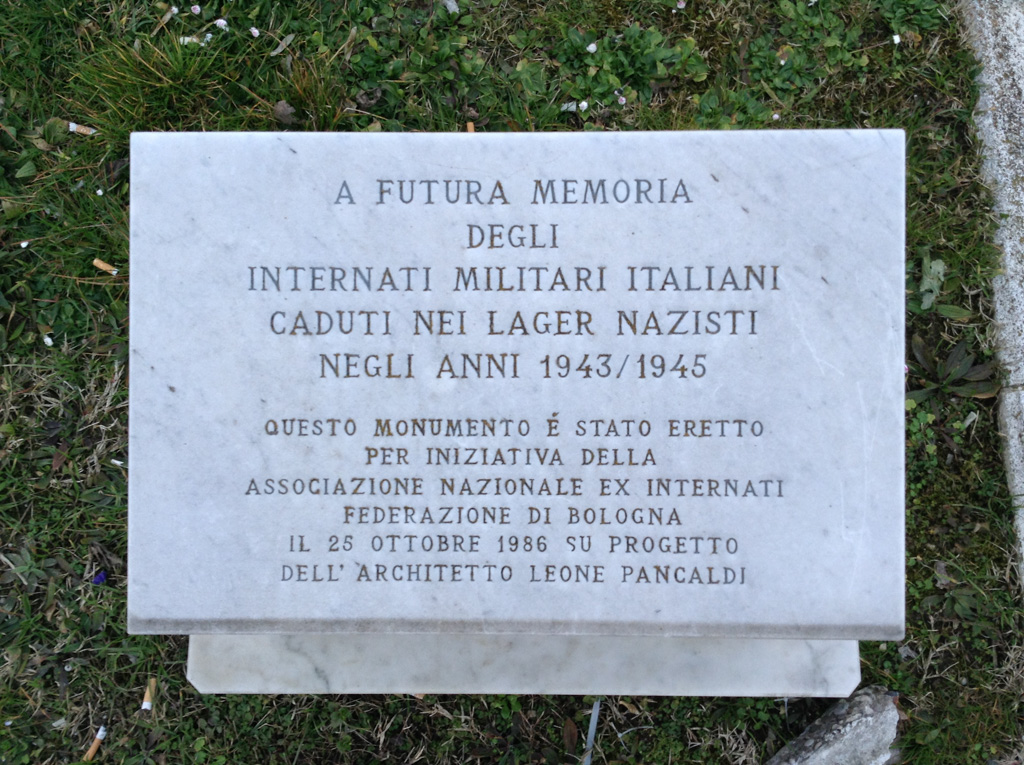 A FUTURA MEMORIA
DEGLI
INTERNATI MILITARI ITALIANI
CADUTI NEI LAGER NAZISTI
NEGLI ANNI 1943/1945
QUESTO MONUMENTO É STATO ERETTO
PER INIZIATIVA DELLA
ASSOCIAZIONE NAZIONALE EX INTERNATI
FEDERAZIONE DI BOLOGNA
IL 25 OTTOBRE 1986 SU PROGETTO
DELL' ARCHITETTO LEONE PANCALDI